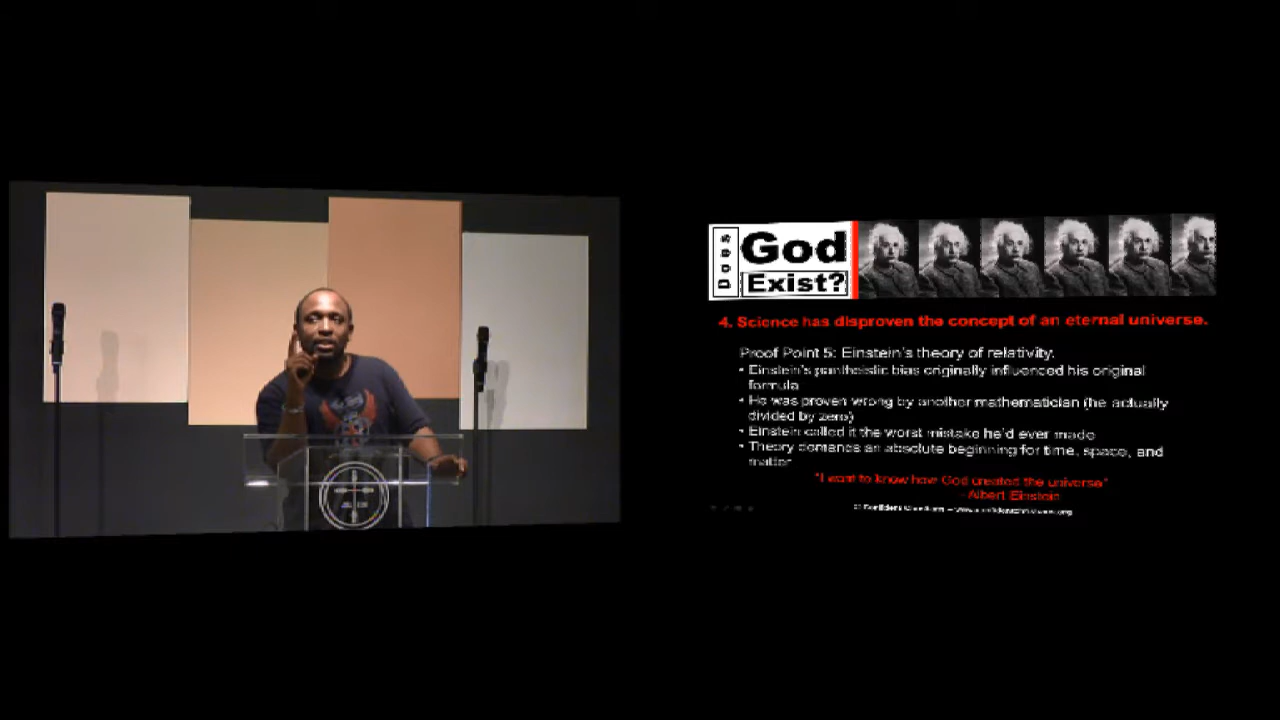 Does
God
Exist?
4. Science has disproven the concept of an eternal universe.
Proof Point 5: Einstein's theory of relativity.
• Einstein's pantheistic bias originally influenced his original
formula
• He was proven wrong by another mathematician (he actually
divided by zero)
• Einstein called it the worst mistake he'd ever made
• Theory demands an absolute beginning for time, space, and
matter
"I want to know how God created the universe"
- Albert Einstein